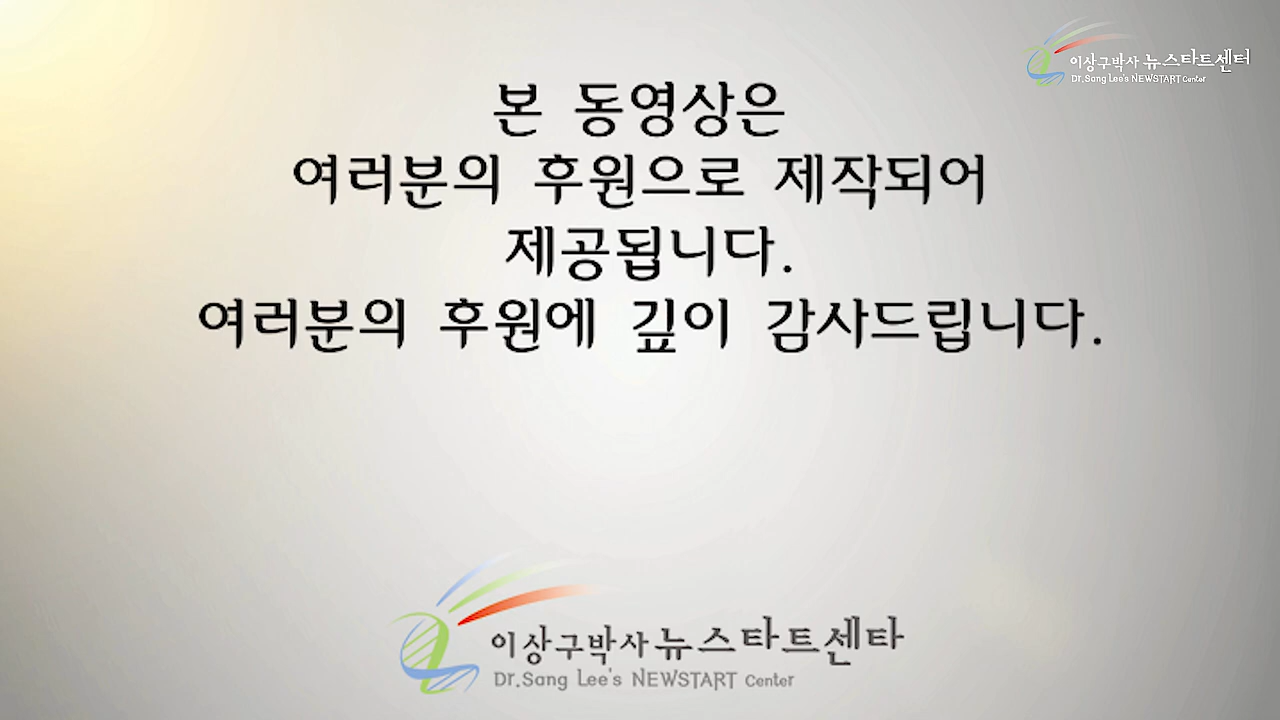 이상구박사 뉴스타트센터
Dr.Sang Lee's NEWSTART Center
본 동영상은
여러분의 후원으로 제작되어
제공됩니다.
여러분의 후원에 깊이 감사드립니다.
이상구박사 뉴스타트센타
Dr.Sang Lee's NEWSTART Center